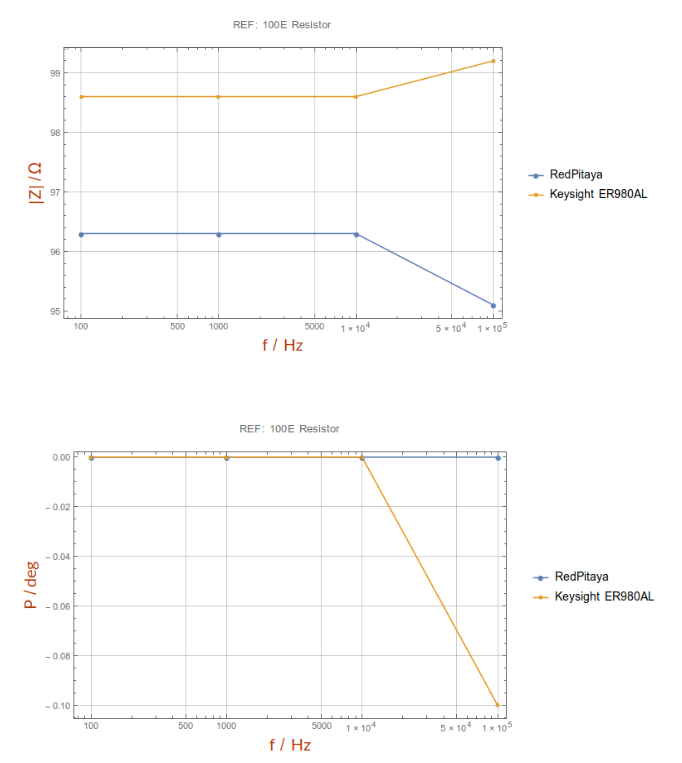 REF: 100E Resistor
99
98
97
96
95
|Z| / Ω
100 500 1000 5000 1 × 10⁴ 5 × 10⁴ 1 × 10⁵
f / Hz
RedPitaya
Keysight ER980AL
REF: 100E Resistor
0.00
– 0.02
– 0.04
– 0.06
– 0.08
– 0.10
P / deg
100 500 1000 5000 1 × 10⁴ 5 × 10⁴ 1 × 10⁵
f / Hz
RedPitaya
Keysight ER980AL